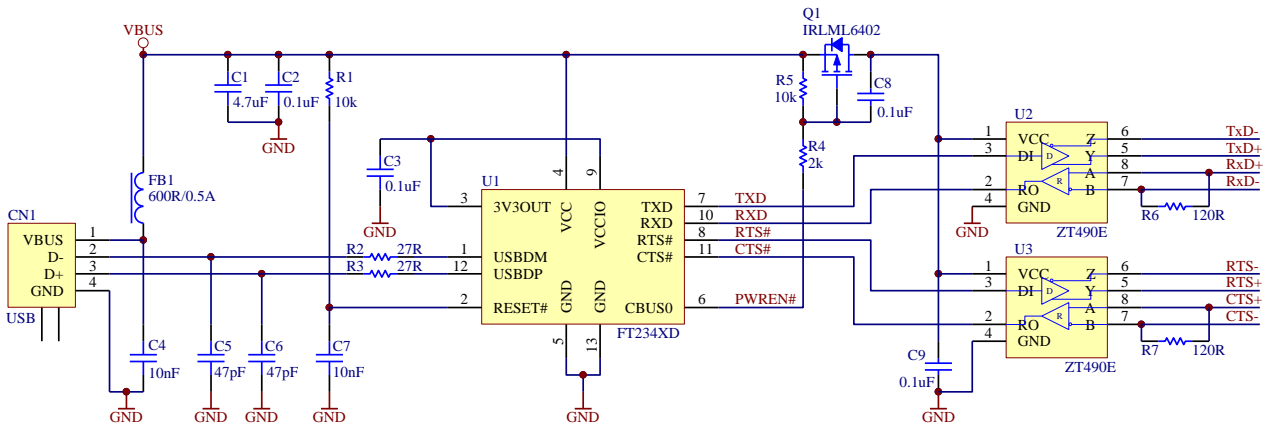 VBUS
Q1
IRLML6402
C1
4.7uF
C2
0.1uF
R1
10k
GND
R5
10k
C8
0.1uF
R4
2k
FB1
600R/0.5A
C3
0.1uF
GND
U1
4
9
3 3V3OUT
VCC
VCCIO
TXD 7 TXD
RXD 10 RXD
RTS# 8 RTS#
CTS# 11 CTS#
1 USBDM
12 USBDP
2 RESET#
GND
GND
CBUS0 6 PWREN#
5
13
FT234XD
GND
CN1
VBUS 1
D- 2
D+ 3
GND 4
USB
R2 27R
R3 27R
C4
10nF
C5
47pF
C6
47pF
C7
10nF
GND
GND
GND
GND
U2
1 VCC Z 6 TxD-
3 DI D Y 5 TxD+
A 8 RxD+
2 RO R B 7 RxD-
4 GND
GND
R6 120R
ZT490E
U3
1 VCC Z 6 RTS-
3 DI D Y 5 RTS+
A 8 CTS+
2 RO R B 7 CTS-
4 GND
R7 120R
ZT490E
C9
0.1uF
GND